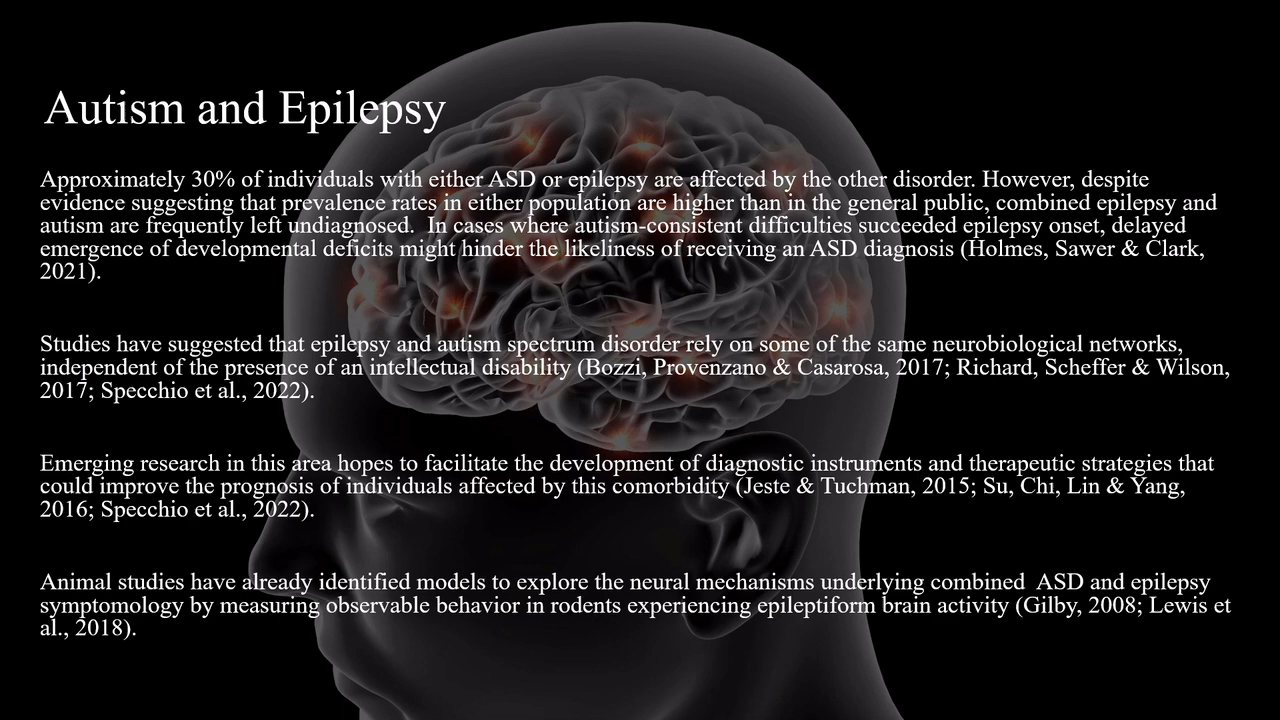 Autism and Epilepsy
Approximately 30% of individuals with either ASD or epilepsy are affected by the other disorder. However, despite
evidence suggesting that prevalence rates in either population are higher than in the general public, combined epilepsy and
autism are frequently left undiagnosed.  In cases where autism-consistent difficulties succeeded epilepsy onset, delayed
emergence of developmental deficits might hinder the likeliness of receiving an ASD diagnosis (Holmes, Sawer & Clark,
2021).
Studies have suggested that epilepsy and autism spectrum disorder rely on some of the same neurobiological networks,
independent of the presence of an intellectual disability (Bozzi, Provenzano & Casarosa, 2017; Richard, Scheffer & Wilson,
2017; Specchio et al., 2022).
Emerging research in this area hopes to facilitate the development of diagnostic instruments and therapeutic strategies that
could improve the prognosis of individuals affected by this comorbidity (Jeste & Tuchman, 2015; Su, Chi, Lin & Yang,
2016; Specchio et al., 2022).
Animal studies have already identified models to explore the neural mechanisms underlying combined  ASD and epilepsy
symptomology by measuring observable behavior in rodents experiencing epileptiform brain activity (Gilby, 2008; Lewis et
al., 2018).